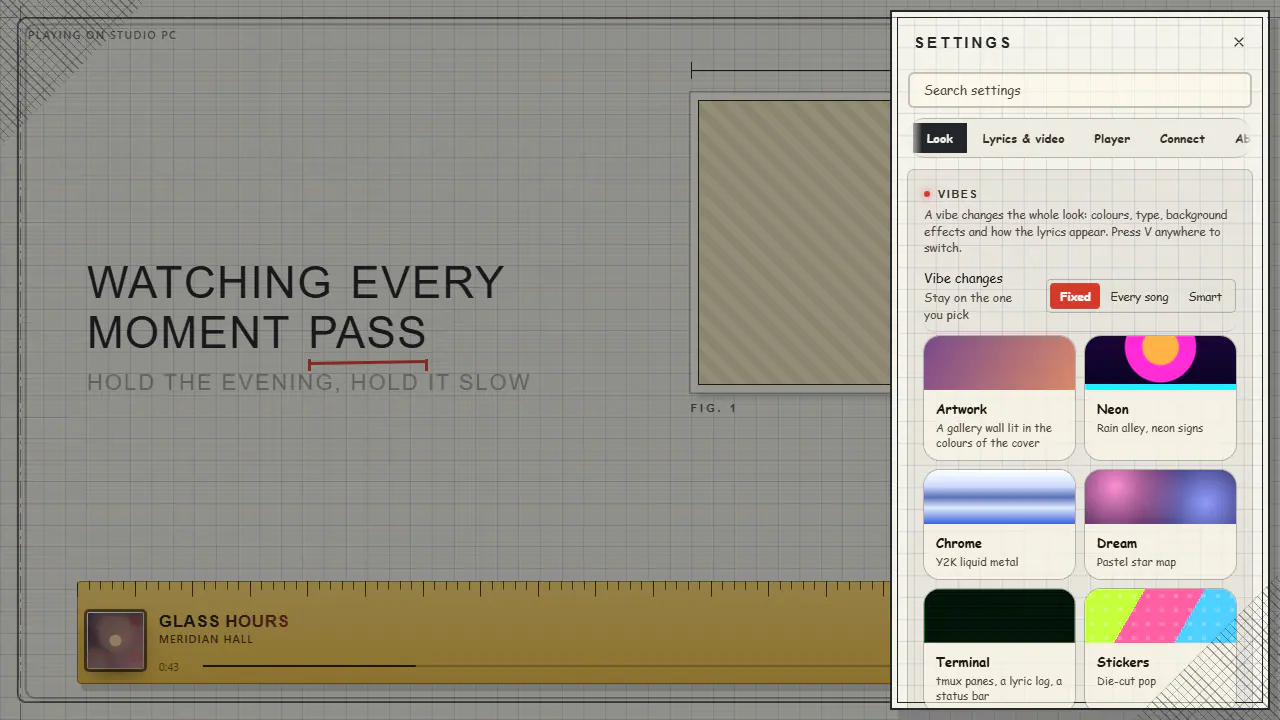 PLAYING ON STUDIO PC
WATCHING EVERY
MOMENT PASS
HOLD THE EVENING, HOLD IT SLOW
FIG. 1
GLASS HOURS
MERIDIAN HALL
0:43
SETTINGS
Search settings
Look Lyrics & video Player Connect
VIBES
A vibe changes the whole look: colours, type, background
effects and how the lyrics appear. Press V anywhere to
switch.
Vibe changes
Stay on the one
you pick
Fixed Every song Smart
Artwork
A gallery wall lit in the
colours of the cover
Neon
Rain alley, neon signs
Chrome
Y2K liquid metal
Dream
Pastel star map
Terminal
tmux panes, a lyric log, a
status bar
Stickers
Die-cut pop